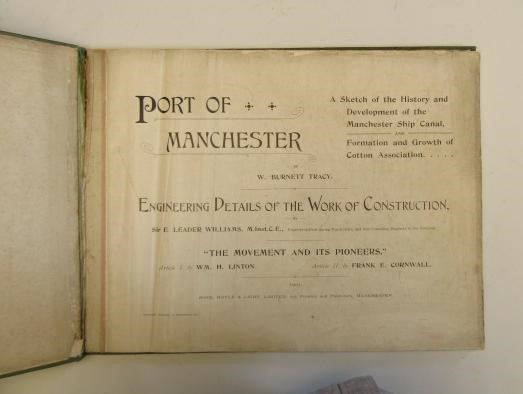 PORT OF
MANCHESTER
A Sketch of the History and
Development of the
Manchester Ship Canal,
AND
Formation and Growth of
Cotton Association. . . . .
BY
W. BURNETT TRACY.
ENGINEERING DETAILS OF THE WORK OF CONSTRUCTION,
BY
Sir E. LEADER WILLIAMS, M.Inst.C.E.,
"THE MOVEMENT AND ITS PIONEERS."
Article I. by WM. H. LINTON.
Article II. by FRANK E. CORNWALL.
LIMITED, MANCHESTER.